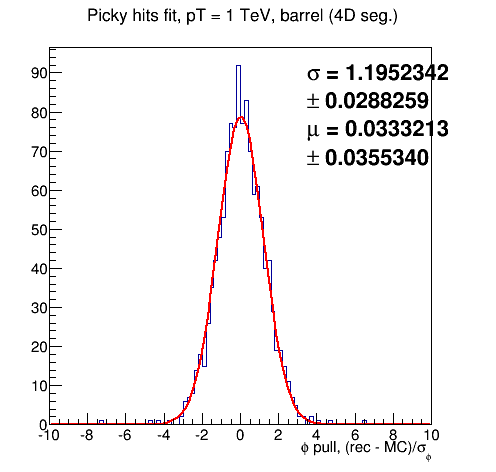 Picky hits fit, pT = 1 TeV, barrel (4D seg.)
σ = 1.1952342
± 0.0288259
μ = 0.0333213
± 0.0355340
90
80
70
60
50
40
30
20
10
0
-10 -8 -6 -4 -2 0 2 4 6 8 10
ϕ pull, (rec - MC)/σϕ